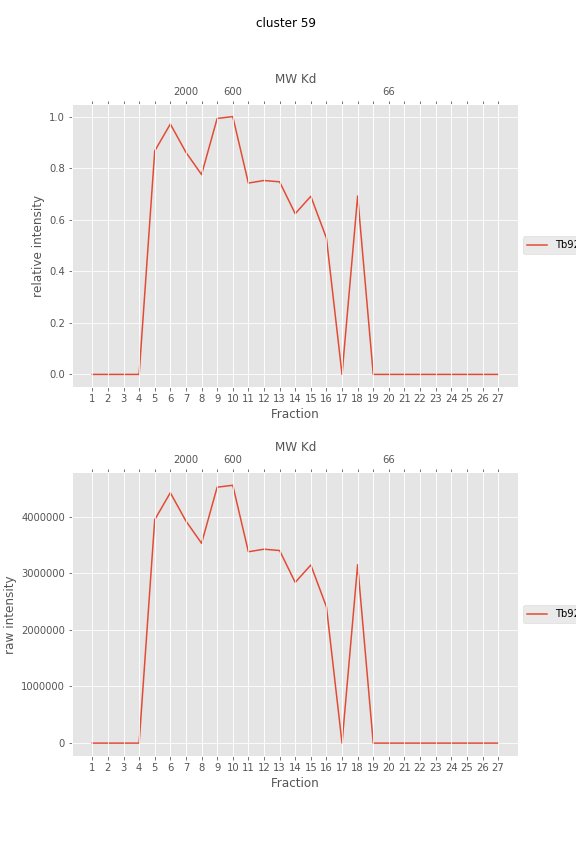 cluster 59
MW Kd
2000 600 66
1.0
0.8
0.6
0.4
0.2
0.0
relative intensity
1 2 3 4 5 6 7 8 9 10 11 12 13 14 15 16 17 18 19 20 21 22 23 24 25 26 27
Fraction
Tb92
MW Kd
2000 600 66
4000000
3000000
2000000
1000000
0
raw intensity
1 2 3 4 5 6 7 8 9 10 11 12 13 14 15 16 17 18 19 20 21 22 23 24 25 26 27
Fraction
Tb92